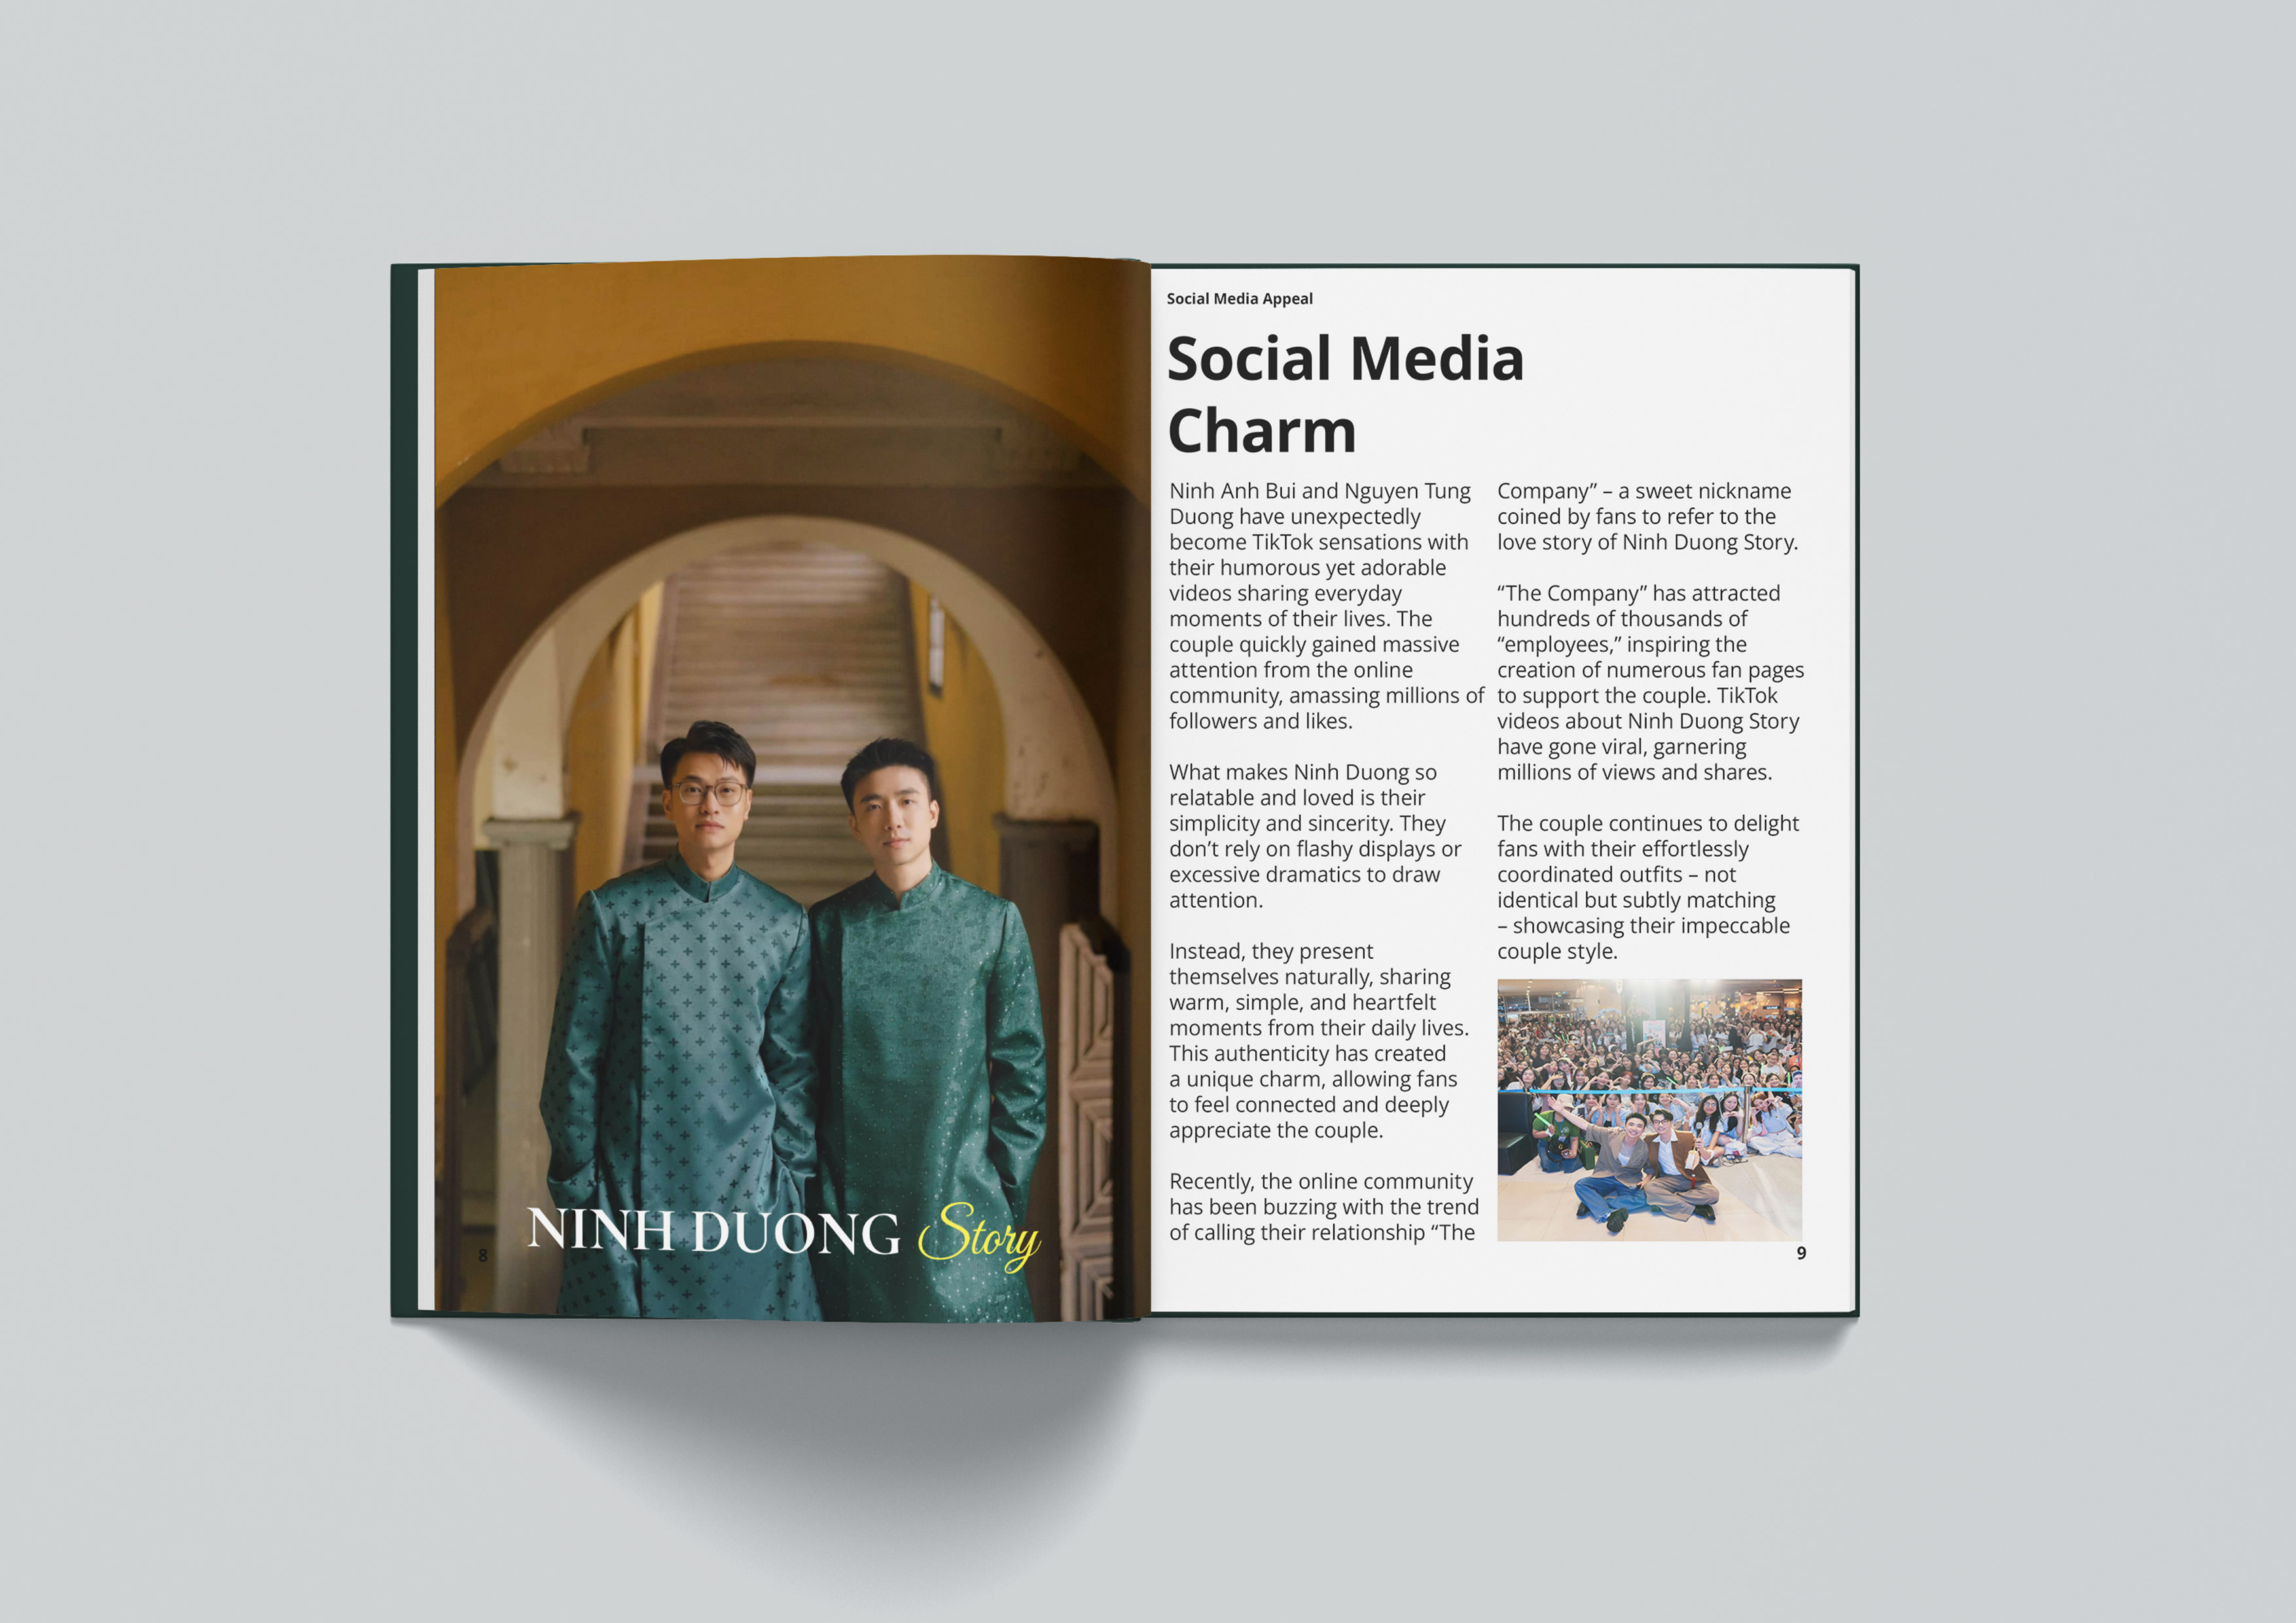 NINH DUONG Story
8
Social Media Appeal
Social Media
Charm
Ninh Anh Bui and Nguyen Tung
Duong have unexpectedly
become TikTok sensations with
their humorous yet adorable
videos sharing everyday
moments of their lives. The
couple quickly gained massive
attention from the online
community, amassing millions of
followers and likes.
What makes Ninh Duong so
relatable and loved is their
simplicity and sincerity. They
don’t rely on flashy displays or
excessive dramatics to draw
attention.
Instead, they present
themselves naturally, sharing
warm, simple, and heartfelt
moments from their daily lives.
This authenticity has created
a unique charm, allowing fans
to feel connected and deeply
appreciate the couple.
Recently, the online community
has been buzzing with the trend
of calling their relationship “The
Company” – a sweet nickname
coined by fans to refer to the
love story of Ninh Duong Story.
“The Company” has attracted
hundreds of thousands of
“employees,” inspiring the
creation of numerous fan pages
to support the couple. TikTok
videos about Ninh Duong Story
have gone viral, garnering
millions of views and shares.
The couple continues to delight
fans with their effortlessly
coordinated outfits – not
identical but subtly matching
– showcasing their impeccable
couple style.
9